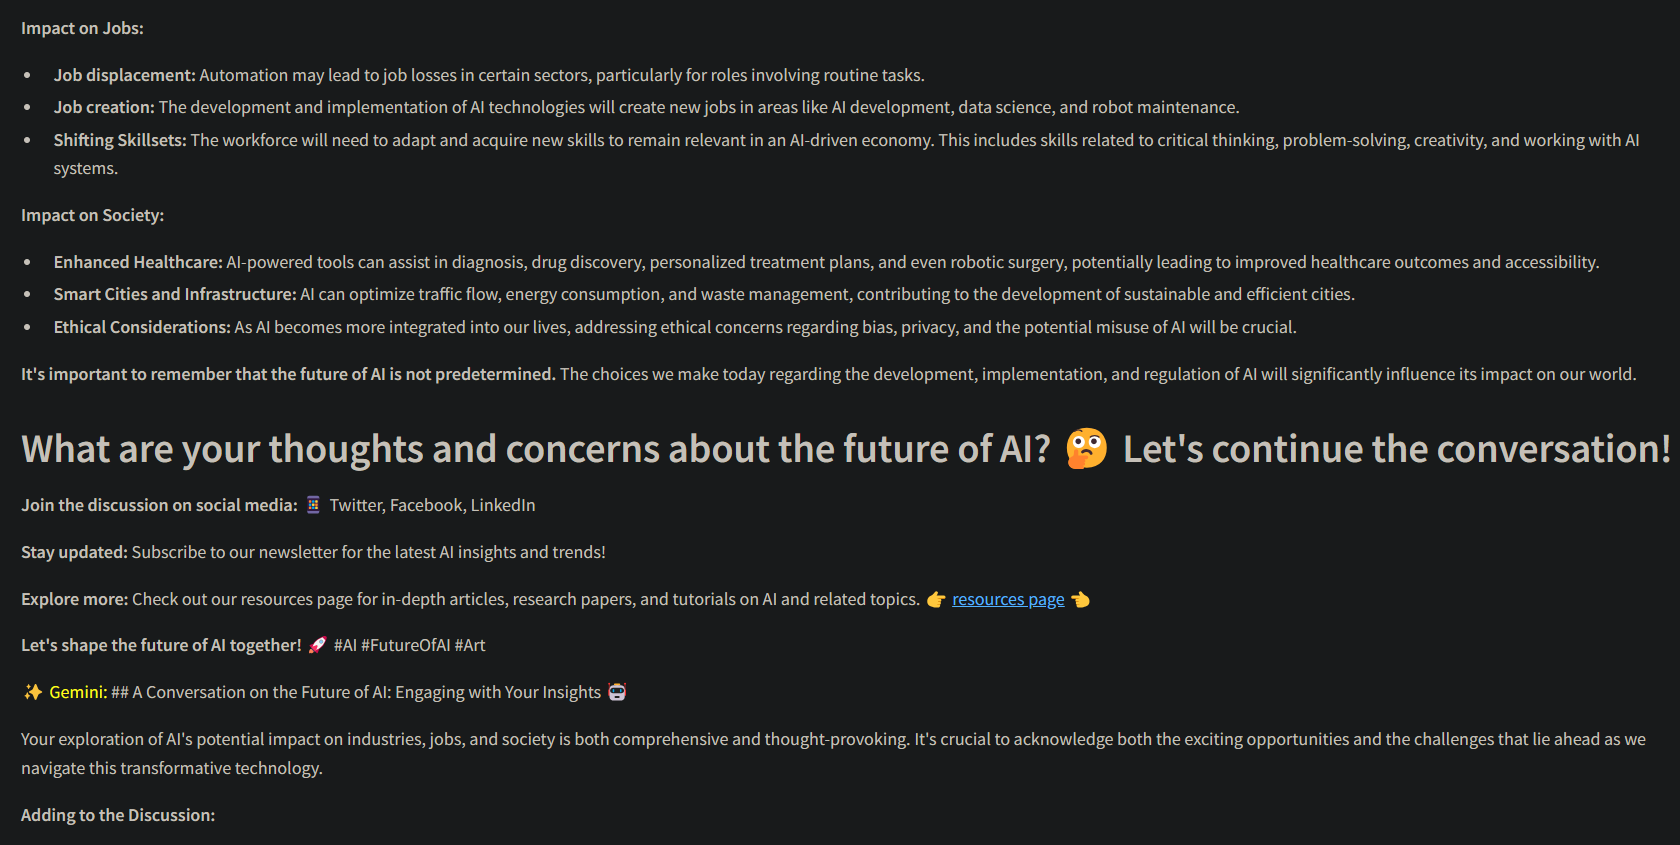 Impact on Jobs:
• Job displacement: Automation may lead to job losses in certain sectors, particularly for roles involving routine tasks.
• Job creation: The development and implementation of AI technologies will create new jobs in areas like AI development, data science, and robot maintenance.
• Shifting Skillsets: The workforce will need to adapt and acquire new skills to remain relevant in an AI-driven economy. This includes skills related to critical thinking, problem-solving, creativity, and working with AI
systems.
Impact on Society:
• Enhanced Healthcare: AI-powered tools can assist in diagnosis, drug discovery, personalized treatment plans, and even robotic surgery, potentially leading to improved healthcare outcomes and accessibility.
• Smart Cities and Infrastructure: AI can optimize traffic flow, energy consumption, and waste management, contributing to the development of sustainable and efficient cities.
• Ethical Considerations: As AI becomes more integrated into our lives, addressing ethical concerns regarding bias, privacy, and the potential misuse of AI will be crucial.
It's important to remember that the future of AI is not predetermined. The choices we make today regarding the development, implementation, and regulation of AI will significantly influence its impact on our world.
What are your thoughts and concerns about the future of AI? 🤔 Let's continue the conversation!
Join the discussion on social media: 📱 Twitter, Facebook, LinkedIn
Stay updated: Subscribe to our newsletter for the latest AI insights and trends!
Explore more: Check out our resources page for in-depth articles, research papers, and tutorials on AI and related topics. 👉 resources page 👈
Let's shape the future of AI together! 🚀 #AI #FutureOfAI #Art
✨ Gemini: ## A Conversation on the Future of AI: Engaging with Your Insights 🤖
Your exploration of AI's potential impact on industries, jobs, and society is both comprehensive and thought-provoking. It's crucial to acknowledge both the exciting opportunities and the challenges that lie ahead as we
navigate this transformative technology.
Adding to the Discussion: